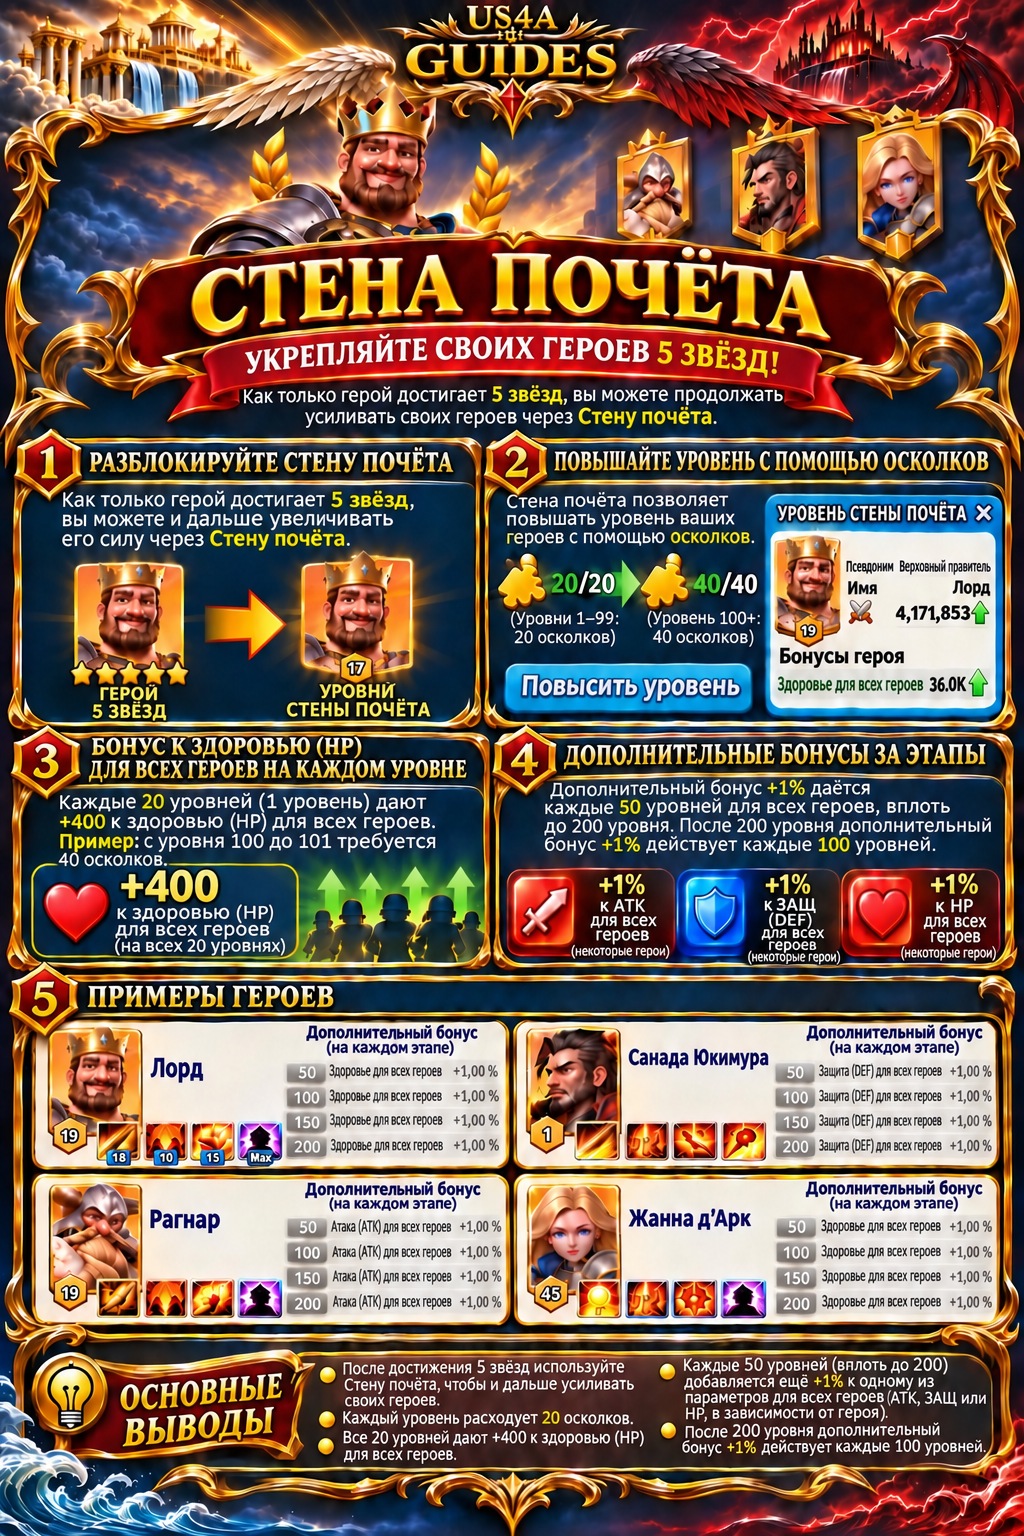 US4A
GUIDES
СТЕНА ПОЧЁТА
УКРЕПЛЯЙТЕ СВОИХ ГЕРОЕВ 5 ЗВЁЗД!
Как только герой достигает 5 звёзд, вы можете продолжать
усиливать своих героев через Стену почёта.
1 РАЗБЛОКИРУЙТЕ СТЕНУ ПОЧЁТА
Как только герой достигает 5 звёзд,
вы можете и дальше увеличивать
его силу через Стену почёта.
17
ГЕРОЙ
5 ЗВЁЗД
УРОВНИ
СТЕНЫ ПОЧЁТА
2 ПОВЫШАЙТЕ УРОВЕНЬ С ПОМОЩЬЮ ОСКОЛКОВ
Стена почёта позволяет
повышать уровень ваших
героев с помощью осколков.
20/20
40/40
(Уровни 1–99:
20 осколков)
(Уровень 100+:
40 осколков)
Повысить уровень
УРОВЕНЬ СТЕНЫ ПОЧЁТА X
Псевдоним Верховный правитель
Имя Лорд
4,171,853
19
Бонусы героя
Здоровье для всех героев 36.0K
3 БОНУС К ЗДОРОВЬЮ (HP)
ДЛЯ ВСЕХ ГЕРОЕВ НА КАЖДОМ УРОВНЕ
Каждые 20 уровней (1 уровень) дают
+400 к здоровью (HP) для всех героев.
Пример: с уровня 100 до 101 требуется
40 осколков.
+400
к здоровью (HP)
для всех героев
(на всех 20 уровнях)
4 ДОПОЛНИТЕЛЬНЫЕ БОНУСЫ ЗА ЭТАПЫ
Дополнительный бонус +1% даётся
каждые 50 уровней для всех героев, вплоть
до 200 уровня. После 200 уровня дополнительный
бонус +1% действует каждые 100 уровней.
+1%
к АТК
для всех
героев
(некоторые герои)
+1%
к ЗАЩ
(DEF)
для всех
героев
(некоторые герои)
+1%
к HP
для всех
героев
(некоторые герои)
5 ПРИМЕРЫ ГЕРОЕВ
Лорд
19
18
10
15
Max
Дополнительный бонус
(на каждом этапе)
50 Здоровье для всех героев +1,00 %
100 Здоровье для всех героев +1,00 %
150 Здоровье для всех героев +1,00 %
200 Здоровье для всех героев +1,00 %
Санада Юкимура
1
Дополнительный бонус
(на каждом этапе)
50 Защита (DEF) для всех героев +1,00 %
100 Защита (DEF) для всех героев +1,00 %
150 Защита (DEF) для всех героев +1,00 %
200 Защита (DEF) для всех героев +1,00 %
Рагнар
19
Дополнительный бонус
(на каждом этапе)
50 Атака (АТК) для всех героев +1,00 %
100 Атака (АТК) для всех героев +1,00 %
150 Атака (АТК) для всех героев +1,00 %
200 Атака (АТК) для всех героев +1,00 %
Жанна д’Арк
45
Дополнительный бонус
(на каждом этапе)
50 Здоровье для всех героев +1,00 %
100 Здоровье для всех героев +1,00 %
150 Здоровье для всех героев +1,00 %
200 Здоровье для всех героев +1,00 %
ОСНОВНЫЕ
ВЫВОДЫ
После достижения 5 звёзд используйте
Стену почёта, чтобы и дальше усиливать
своих героев.
Каждый уровень расходует 20 осколков.
Все 20 уровней дают +400 к здоровью (HP)
для всех героев.
Каждые 50 уровней (вплоть до 200)
добавляется ещё +1% к одному из
параметров для всех героев (АТК, ЗАЩ или
HP, в зависимости от героя).
После 200 уровня дополнительный
бонус +1% действует каждые 100 уровней.